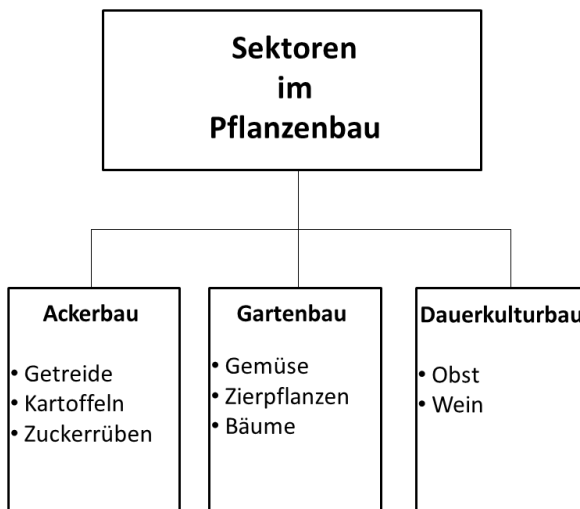 Sektoren
im
Pflanzenbau
Ackerbau
• Getreide
• Kartoffeln
• Zuckerrüben
Gartenbau
• Gemüse
• Zierpflanzen
• Bäume
Dauerkulturbau
• Obst
• Wein